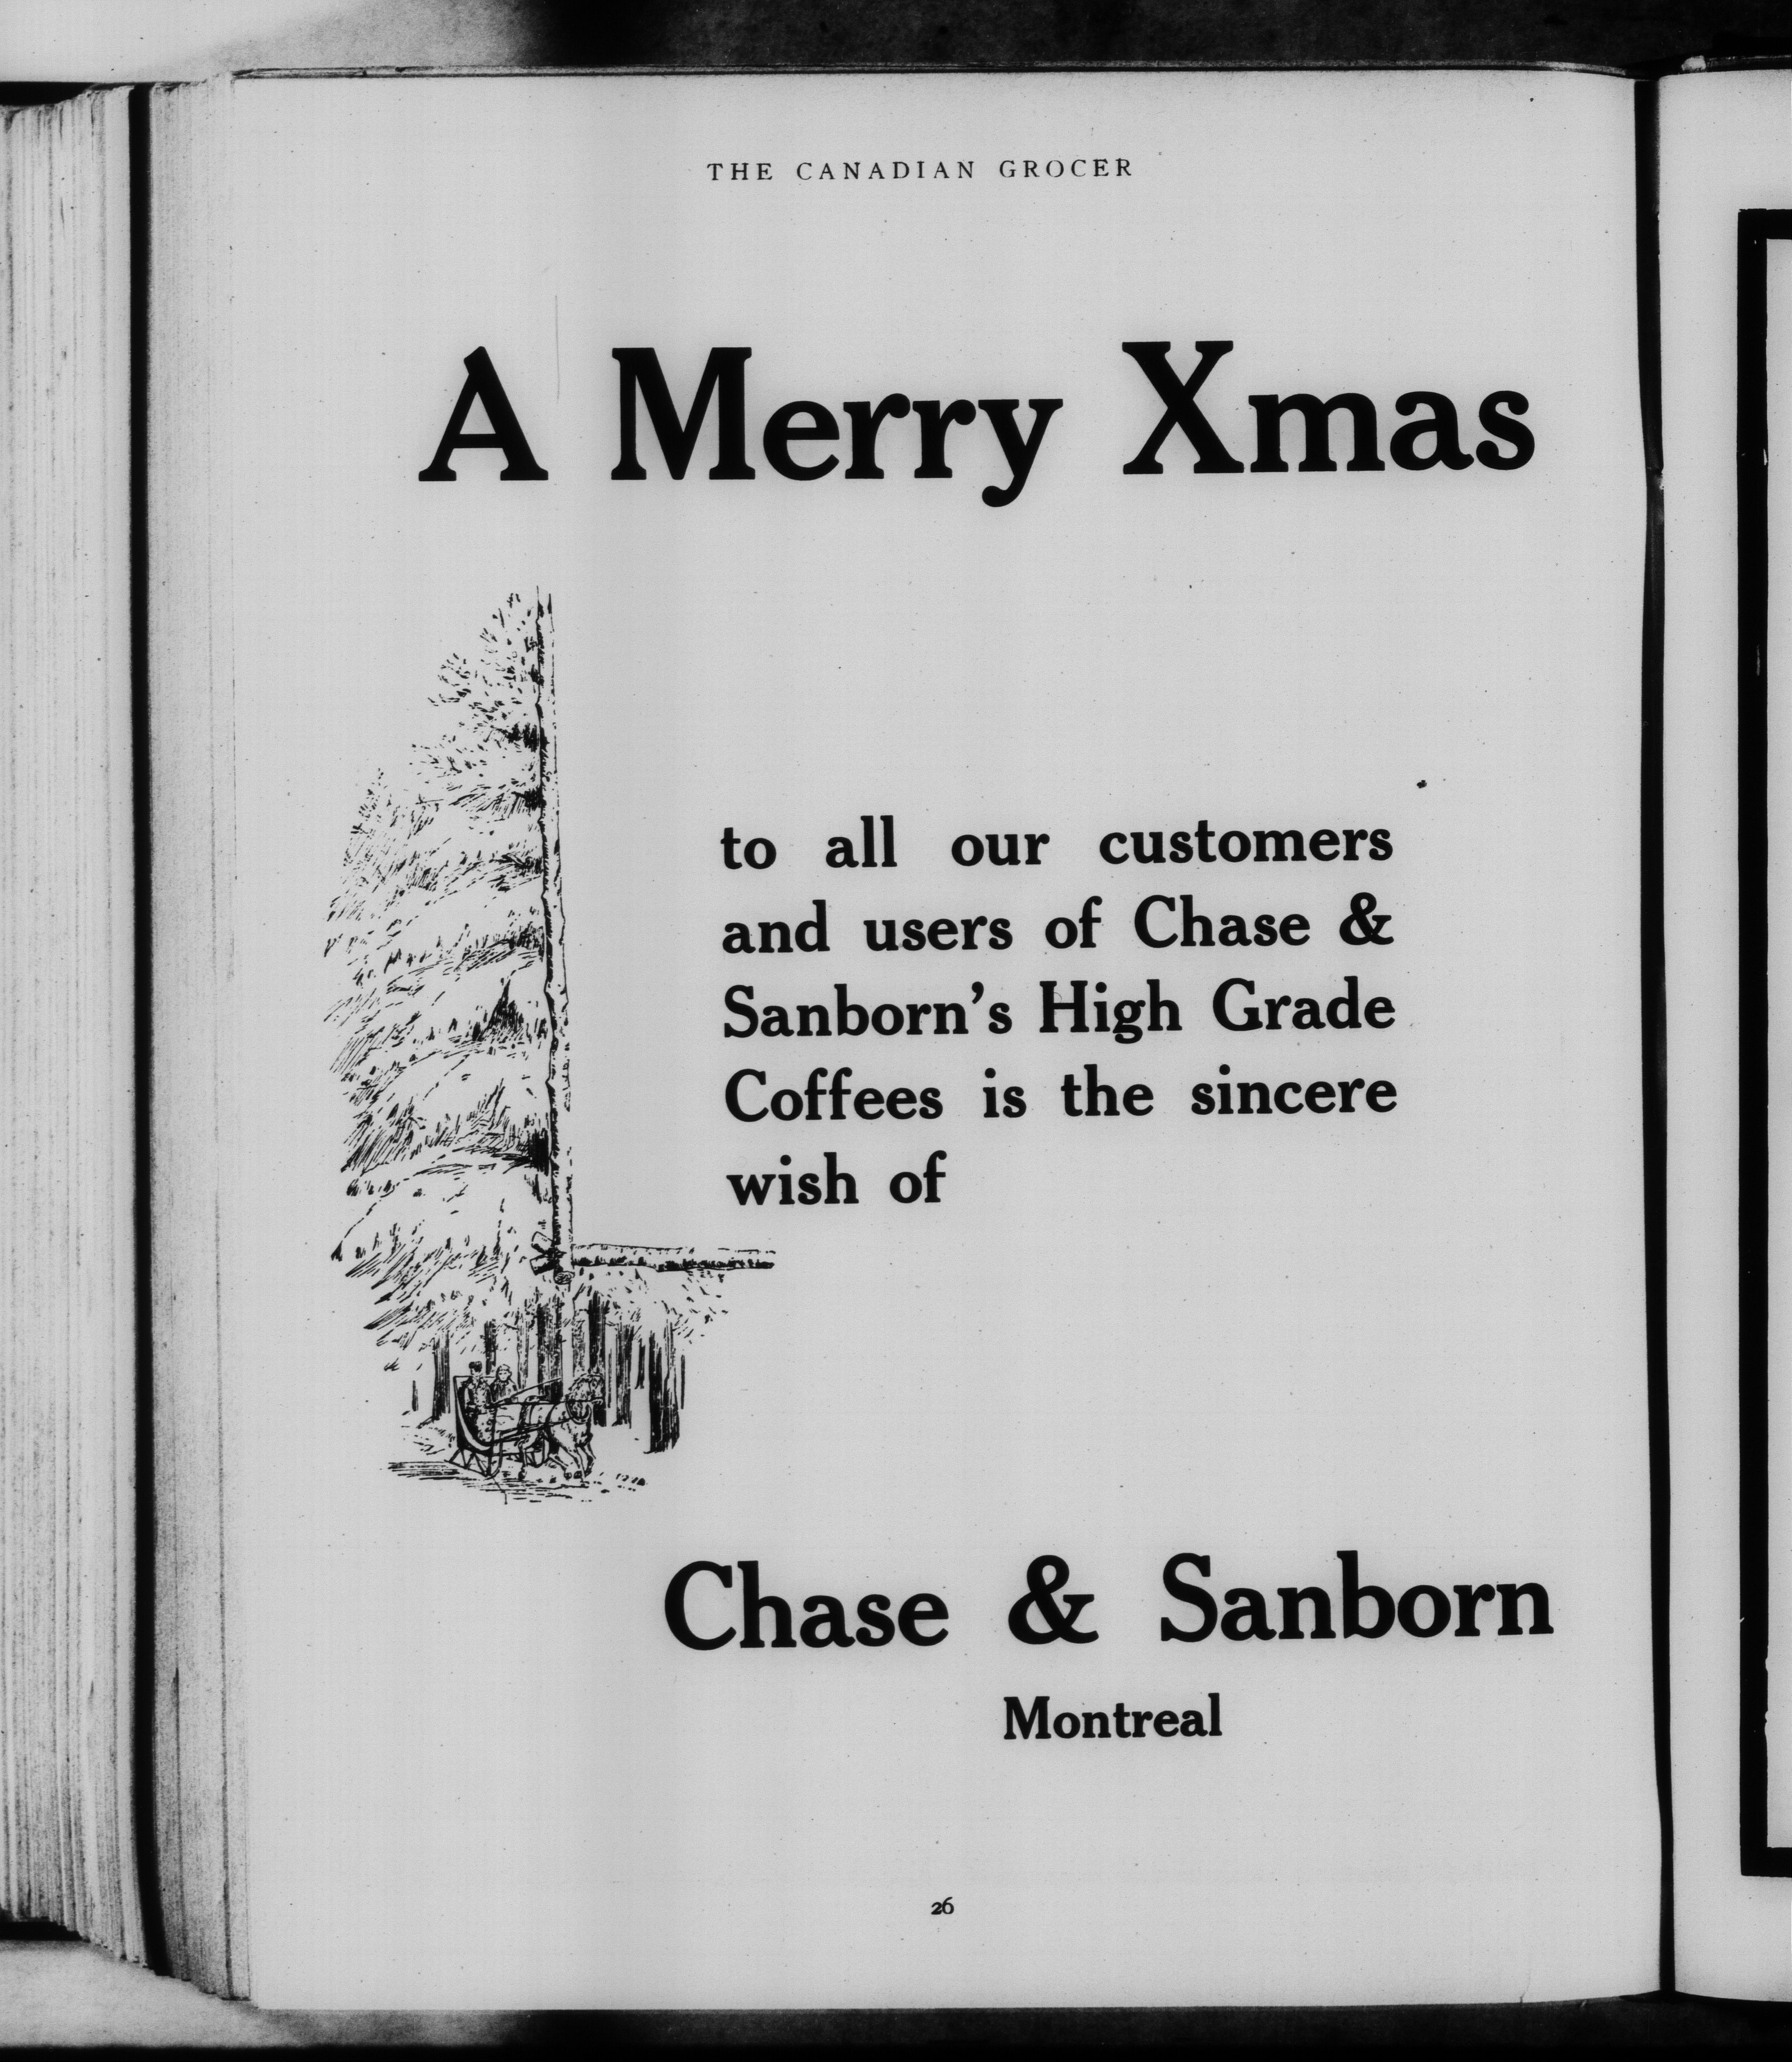 THE CANADIAN GROCER
A Merry Xmas
to all our customers
and users of Chase &
Sanborn's High Grade
Coffees is the sincere
wish of
Chase & Sanborn
Montreal
26